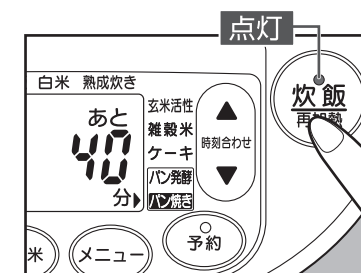 点灯
白米 熟成炊き
あと
40
分
玄米活性
雑穀米
ケーキ
パン発酵
パン焼き
時刻合わせ
炊飯
再加熱
米
メニュー
予約